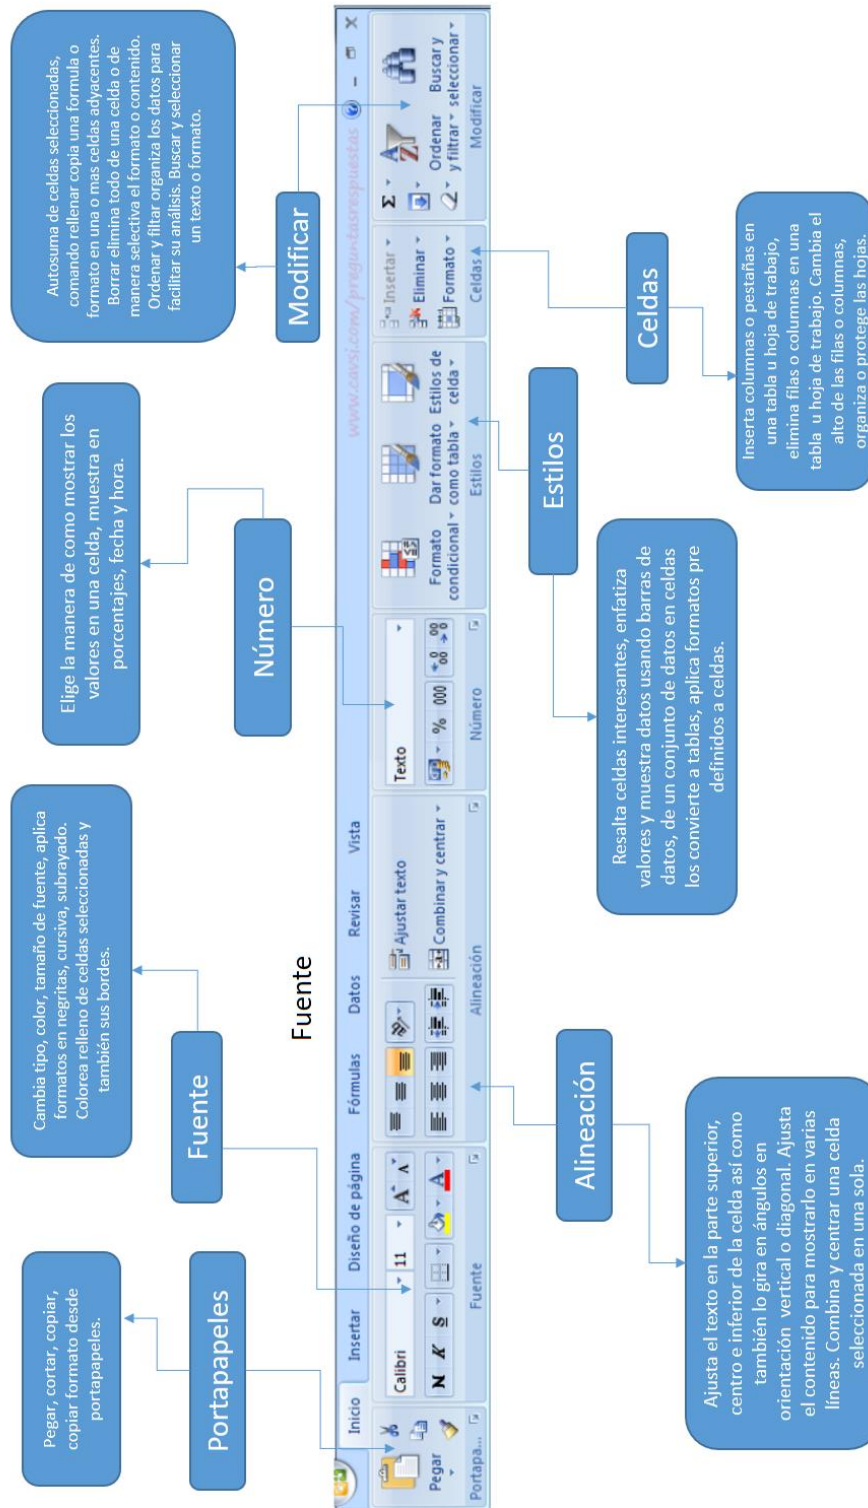 Pegar, cortar, copiar,
copiar formato desde
portapapeles.
Portapapeles
Cambia tipo, color, tamaño de fuente, aplica
formatos en negritas, cursiva, subrayado.
Colorea relleno de celdas seleccionadas y
también sus bordes.
Fuente
Elige la manera de como mostrar los
valores en una celda, muestra en
porcentajes, fecha y hora.
Número
Autosuma de celdas seleccionadas,
comando rellenar copia una formula o
formato en una o mas celdas adyacentes.
Borrar elimina todo de una celda o de
manera selectiva el formato o contenido.
Ordenar y filtar organiza los datos para
facilitar su análisis. Buscar y seleccionar
un texto o formato.
Modificar
Fuente
www.cavsi.com/preguntasrespuestas
Inicio Insertar Diseño de página Fórmulas Datos Revisar Vista
Pegar
Portapa...
Calibri 11 A A
N K S A
Fuente
Ajustar texto
Combinar y centrar
Alineación
Texto
% 000
Número
Formato
condicional
Dar formato
como tabla
Estilos de
celda
Estilos
Insertar
Eliminar
Formato
Celdas
Σ
Ordenar
y filtrar
Buscar y
seleccionar
Modificar
Alineación
Ajusta el texto en la parte superior,
centro e inferior de la celda así como
también lo gira en ángulos en
orientación vertical o diagonal. Ajusta
el contenido para mostrarlo en varias
líneas. Combina y centrar una celda
seleccionada en una sola.
Estilos
Resalta celdas interesantes, enfatiza
valores y muestra datos usando barras de
datos, de un conjunto de datos en celdas
los convierte a tablas, aplica formatos pre
definidos a celdas.
Celdas
Inserta columnas o pestañas en
una tabla u hoja de trabajo,
elimina filas o columnas en una
tabla u hoja de trabajo. Cambia el
alto de las filas o columnas,
organiza o protege las hojas.